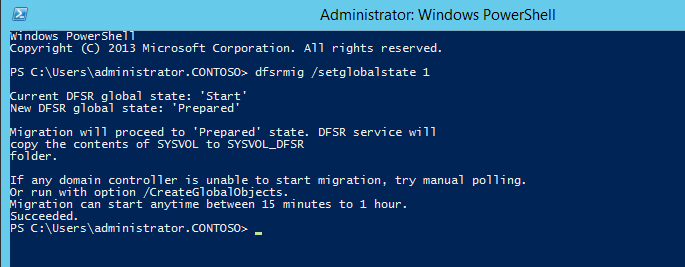 Administrator: Windows PowerShell
Windows PowerShell
Copyright (C) 2013 Microsoft Corporation. All rights reserved.
PS C:\Users\administrator.CONTOSO> dfsrmig /setglobalstate 1
Current DFSR global state: 'Start'
New DFSR global state: 'Prepared'
Migration will proceed to 'Prepared' state. DFSR service will
copy the contents of SYSVOL to SYSVOL_DFSR
folder.
If any domain controller is unable to start migration, try manual polling.
Or run with option /CreateGlobalObjects.
Migration can start anytime between 15 minutes to 1 hour.
Succeeded.
PS C:\Users\administrator.CONTOSO> _